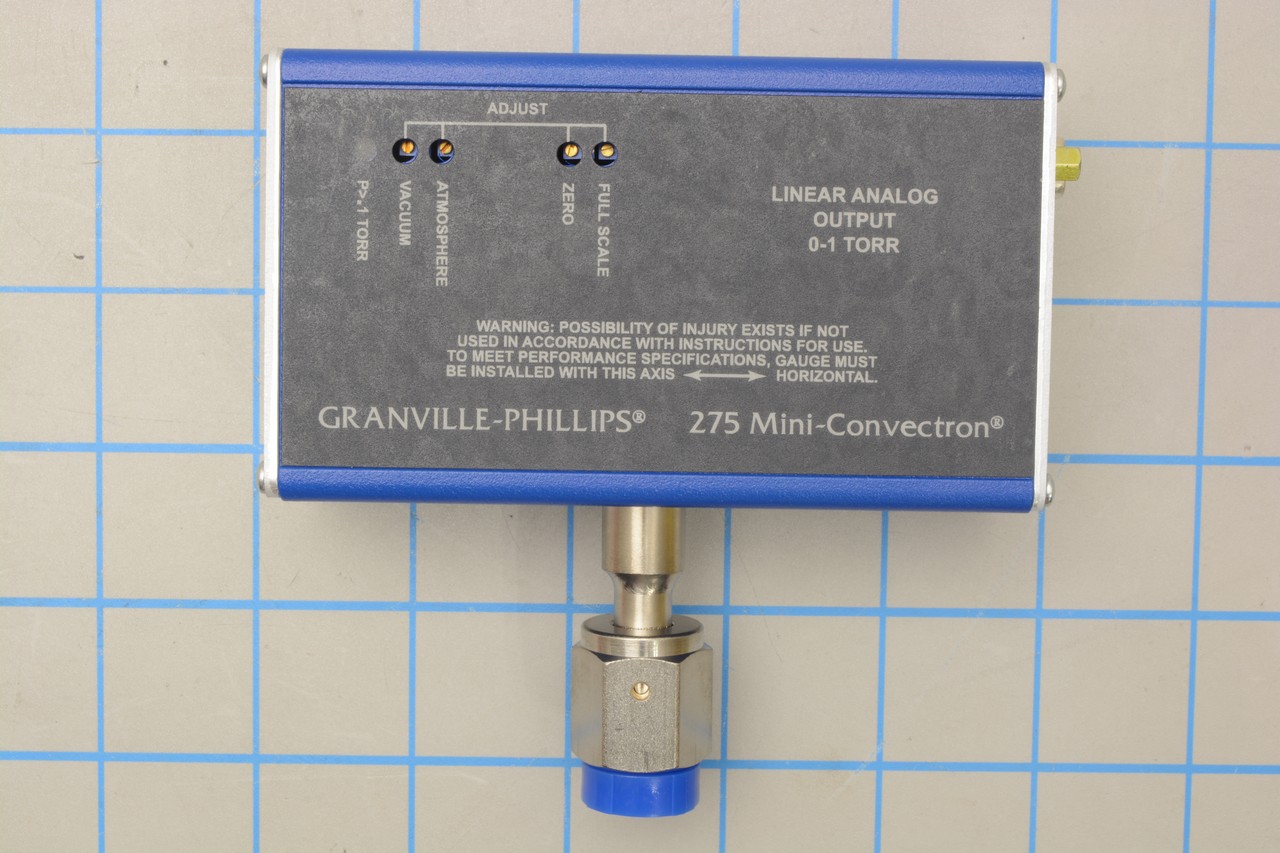 ADJUST
P>.1 TORR
VACUUM
ATMOSPHERE
ZERO
FULL SCALE
LINEAR ANALOG
OUTPUT
0-1 TORR
WARNING: POSSIBILITY OF INJURY EXISTS IF NOT
USED IN ACCORDANCE WITH INSTRUCTIONS FOR USE.
TO MEET PERFORMANCE SPECIFICATIONS, GAUGE MUST
BE INSTALLED WITH THIS AXIS ⟷ HORIZONTAL.
GRANVILLE-PHILLIPS® 275 Mini-Convectron®